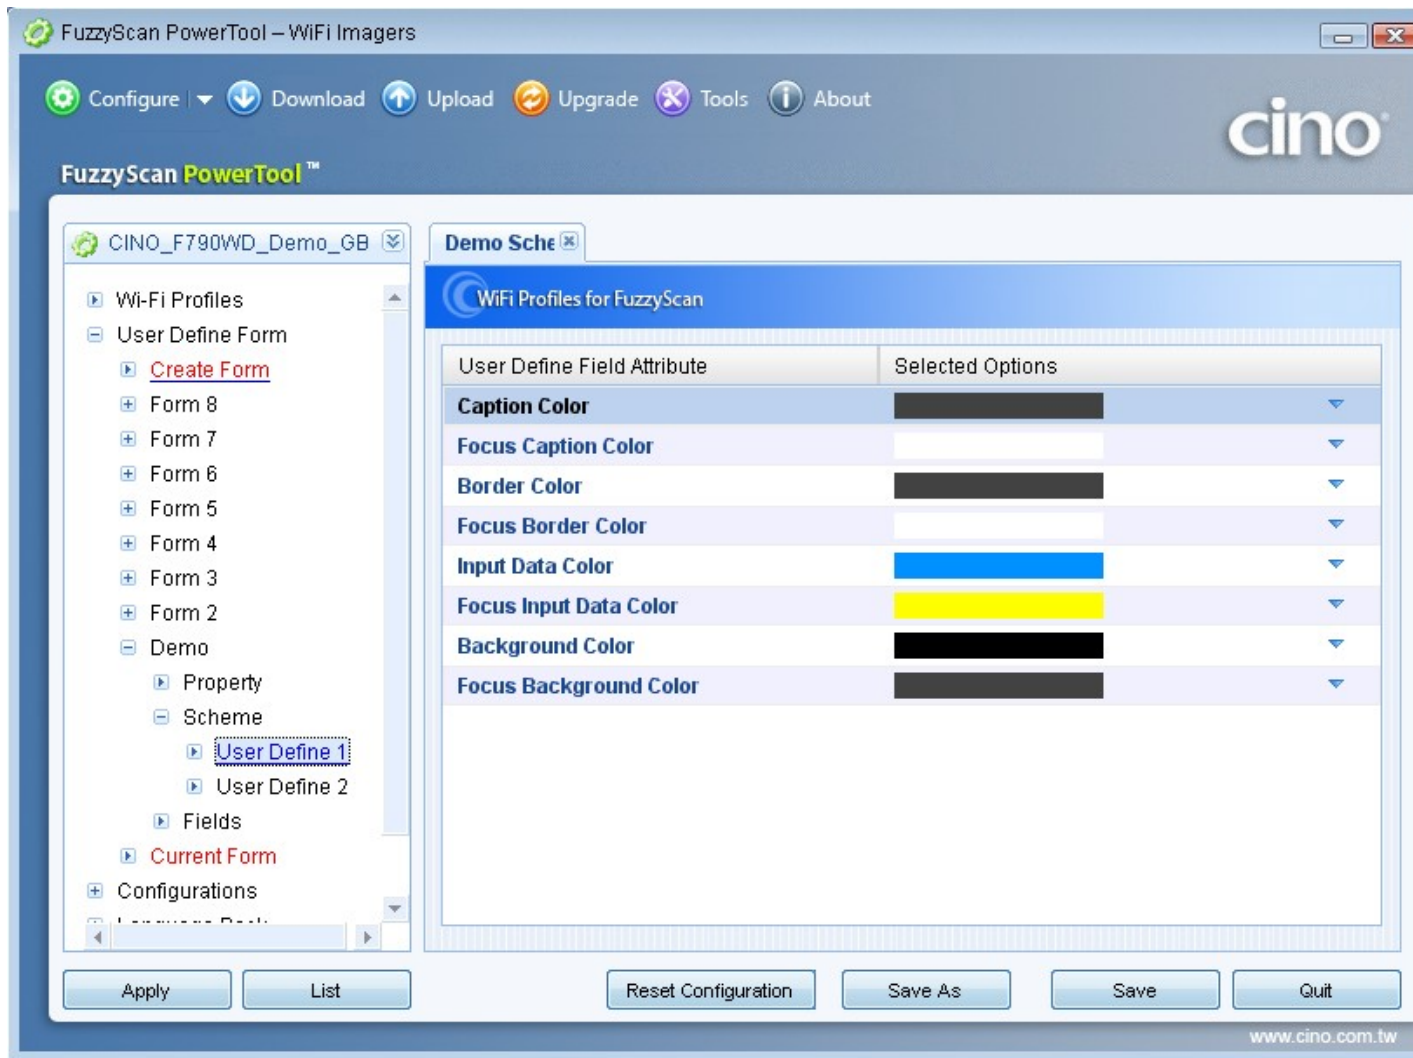 FuzzyScan PowerTool – WiFi Imagers
Configure Download Upload Upgrade Tools About
cino
FuzzyScan PowerTool™
CINO_F790WD_Demo_GB
Demo Sche
Wi-Fi Profiles
User Define Form
Create Form
Form 8
Form 7
Form 6
Form 5
Form 4
Form 3
Form 2
Demo
Property
Scheme
User Define 1
User Define 2
Fields
Current Form
Configurations
WiFi Profiles for FuzzyScan
User Define Field Attribute Selected Options
Caption Color
Focus Caption Color
Border Color
Focus Border Color
Input Data Color
Focus Input Data Color
Background Color
Focus Background Color
Apply List Reset Configuration Save As Save Quit
www.cino.com.tw